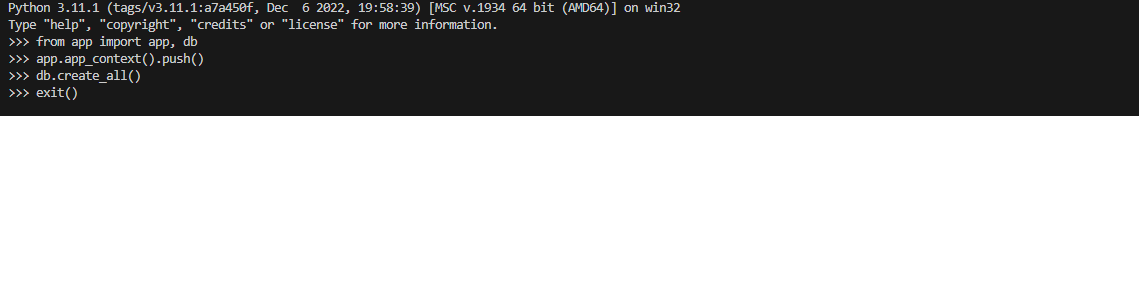 Python 3.11.1 (tags/v3.11.1:a7a450f, Dec  6 2022, 19:58:39) [MSC v.1934 64 bit (AMD64)] on win32
Type "help", "copyright", "credits" or "license" for more information.
>>> from app import app, db
>>> app.app_context().push()
>>> db.create_all()
>>> exit()